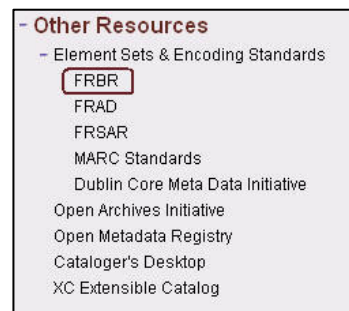 - Other Resources
- Element Sets & Encoding Standards
FRBR
FRAD
FRSAR
MARC Standards
Dublin Core Meta Data Initiative
Open Archives Initiative
Open Metadata Registry
Cataloger's Desktop
XC Extensible Catalog